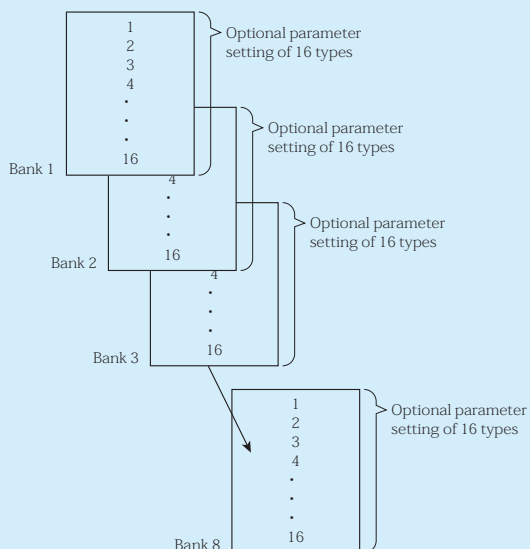 1
2
3
4
.
.
.
16
Bank 1
Optional parameter
setting of 16 types
4
.
.
.
16
Bank 2
Optional parameter
setting of 16 types
4
.
.
.
16
Bank 3
Optional parameter
setting of 16 types
1
2
3
4
.
.
.
16
Bank 8
Optional parameter
setting of 16 types